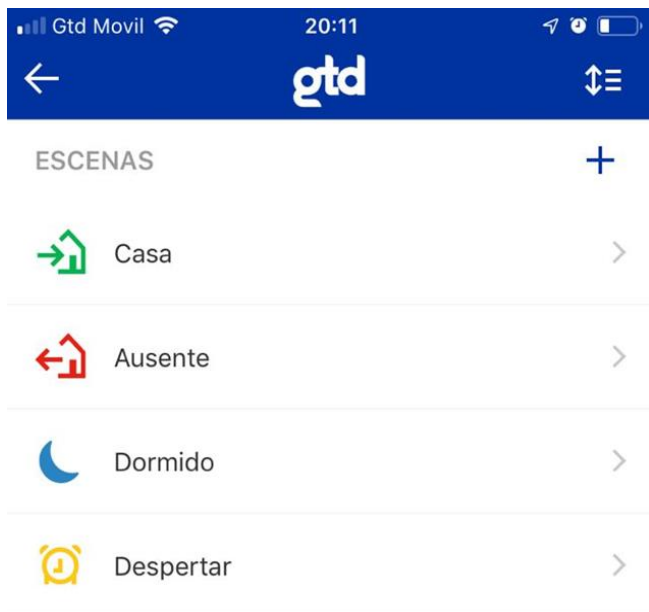 Gtd Movil 20:11
gtd
ESCENAS
Casa
Ausente
Dormido
Despertar